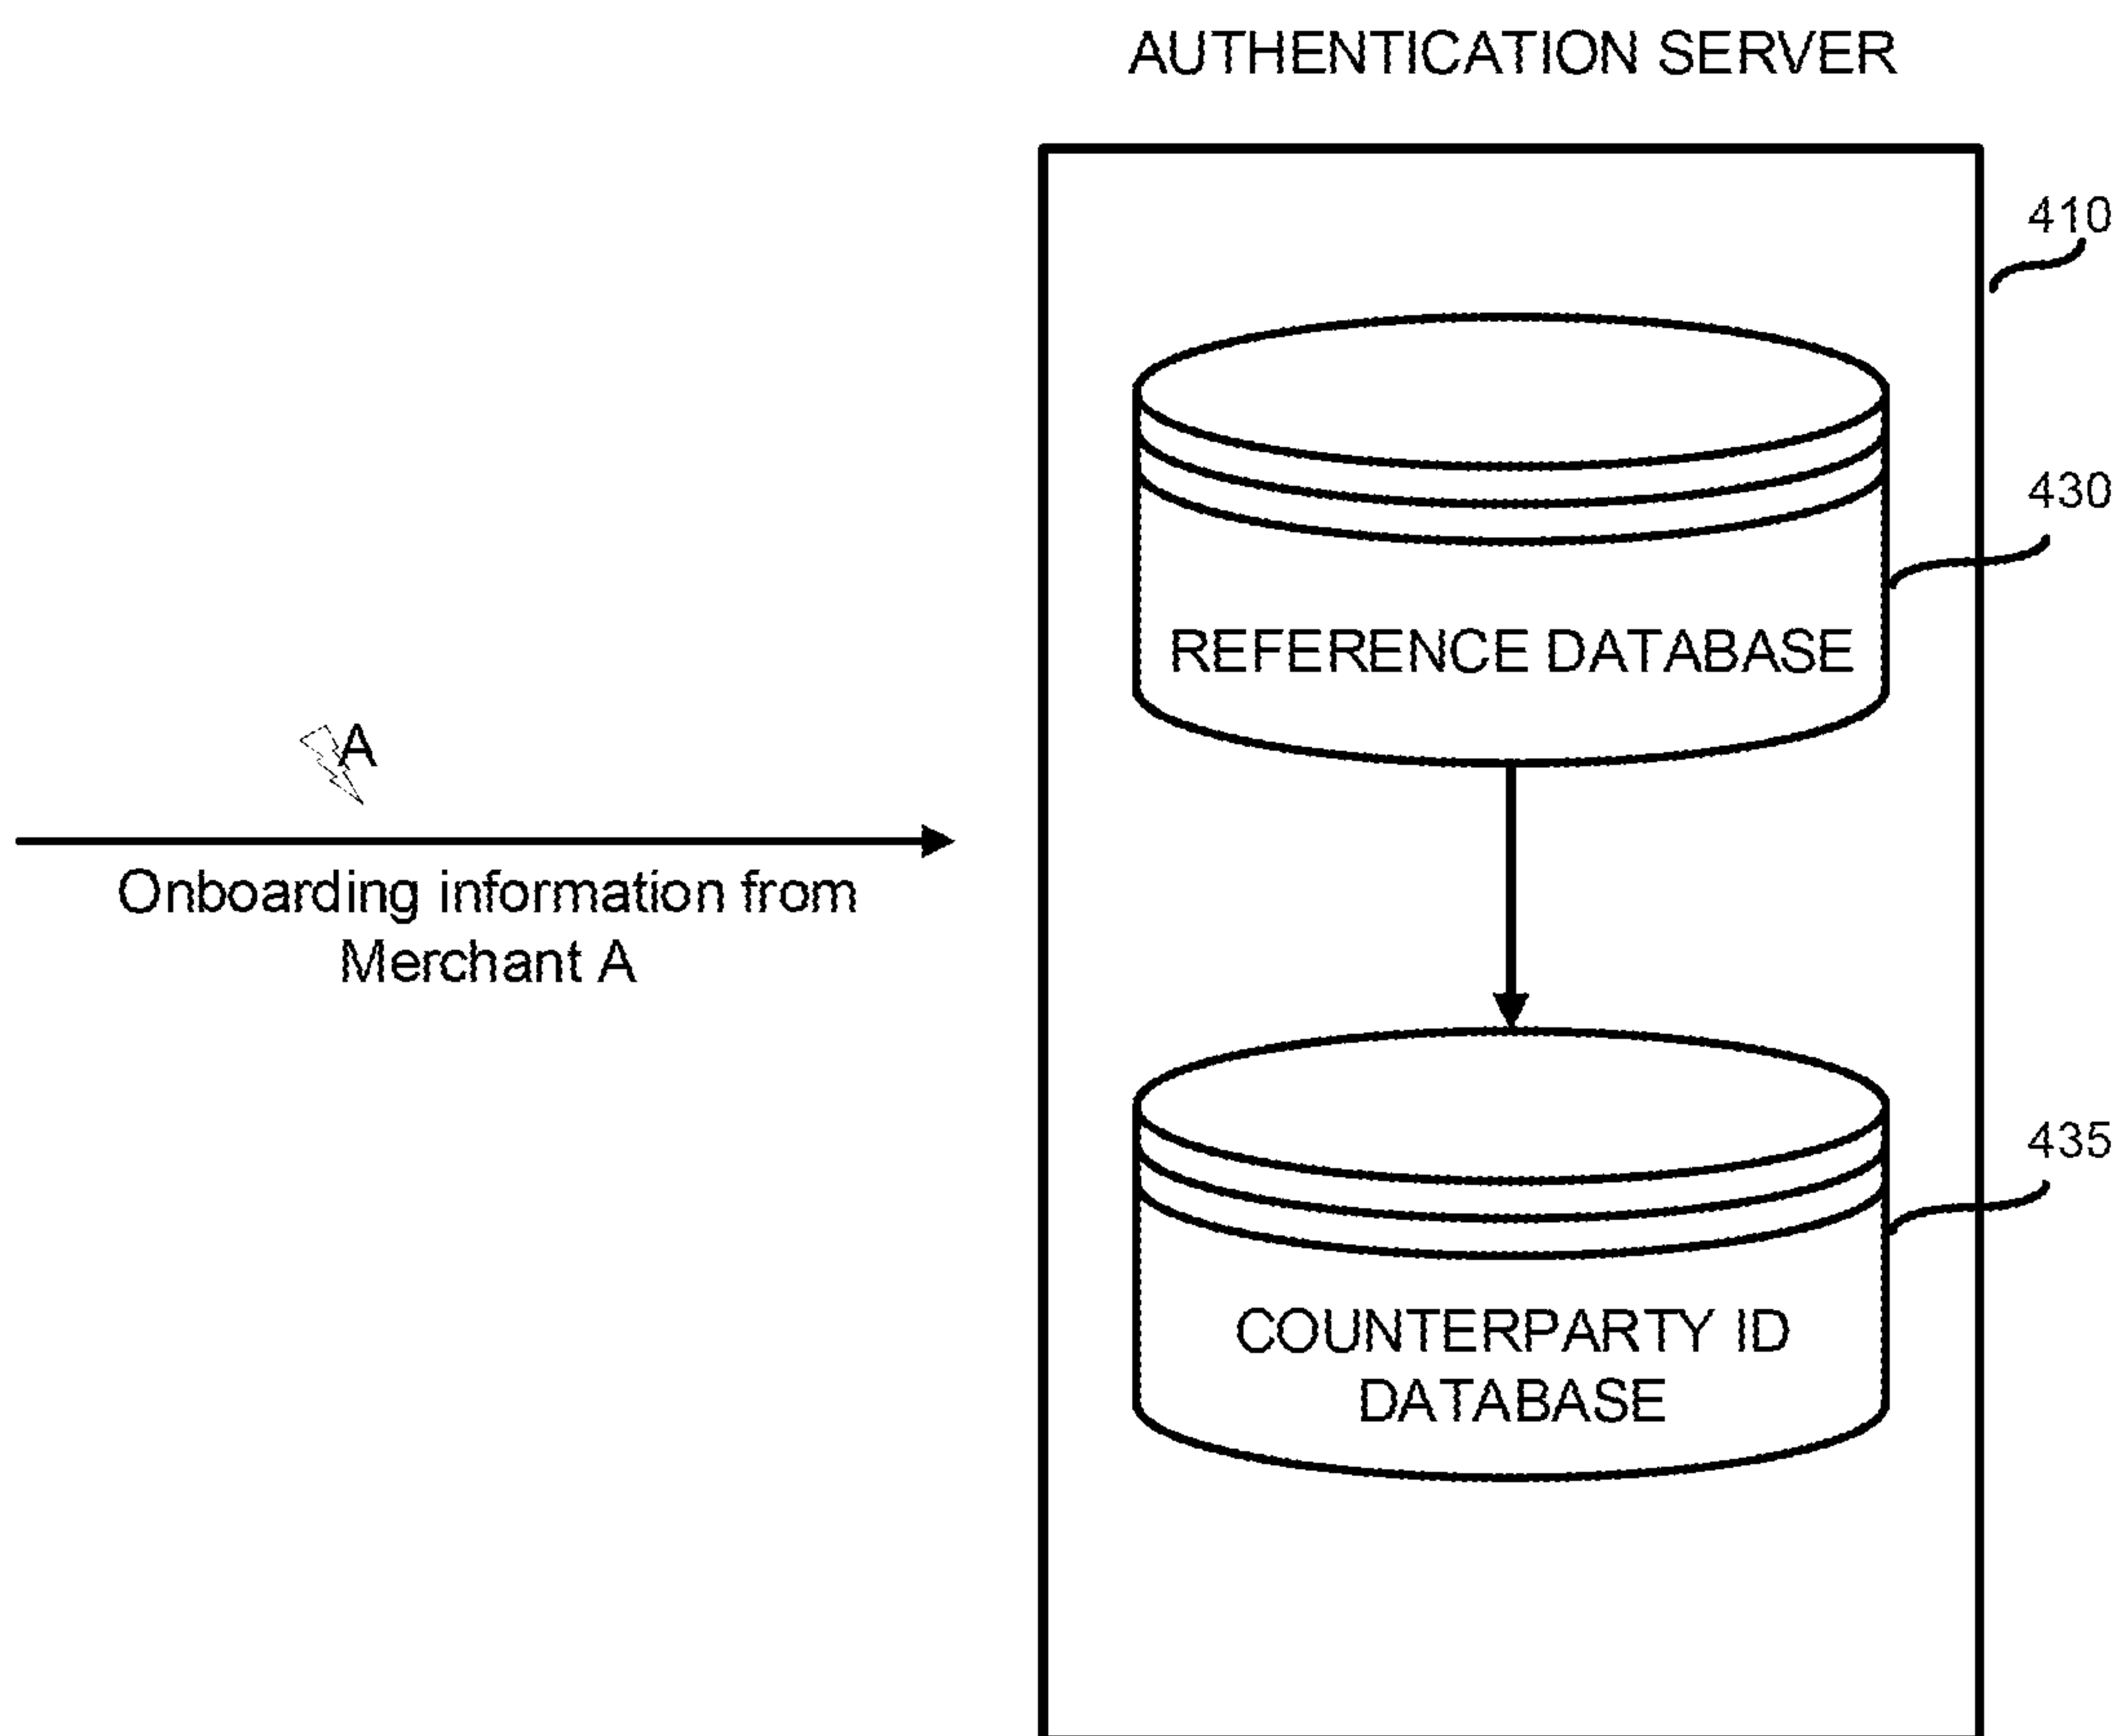 AUTHENTICATION SERVER
410
430
REFERENCE DATABASE
A
Onboarding information from
Merchant A
435
COUNTERPARTY ID
DATABASE